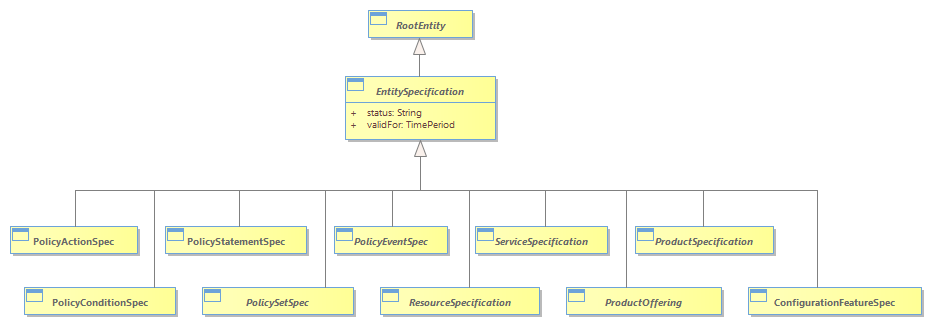 RootEntity
EntitySpecification
+ status: String
+ validFor: TimePeriod
PolicyActionSpec
PolicyStatementSpec
PolicyEventSpec
ServiceSpecification
ProductSpecification
PolicyConditionSpec
PolicySetSpec
ResourceSpecification
ProductOffering
ConfigurationFeatureSpec